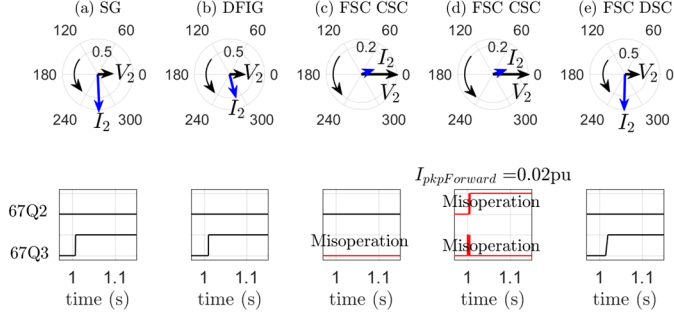 (a) SG (b) DFIG (c) FSC CSC (d) FSC CSC (e) FSC DSC
120 60 120 60 120 60 120 60 120 60
0.5 0.5 0.2 0.2 0.5
180 V2 0 180 V2 0 180 I2 V2 0 180 I2 V2 0 180 V2 0
240 I2 300 240 I2 300 240 300 240 300 240 I2 300
IpkpForward =0.02pu
67Q2 Misoperation
67Q3 Misoperation Misoperation
1 1.1 1 1.1 1 1.1 1 1.1 1 1.1
time (s) time (s) time (s) time (s) time (s)